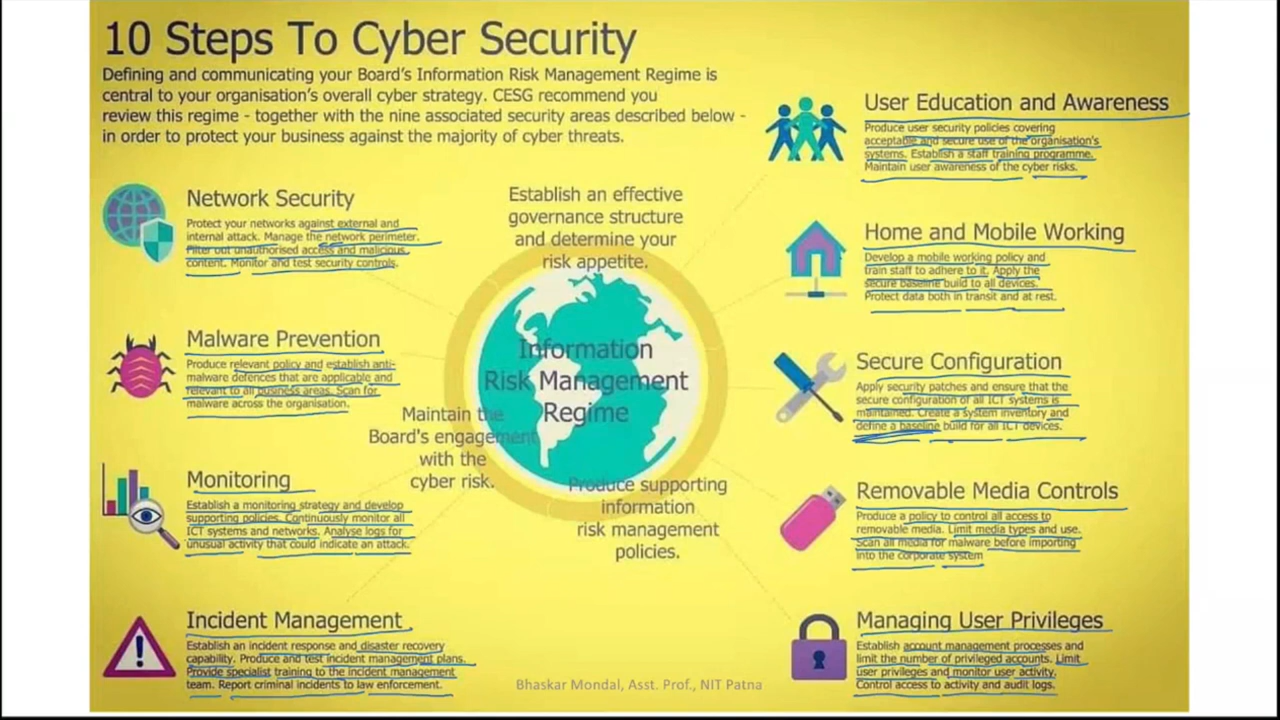 10 Steps To Cyber Security
Defining and communicating your Board's Information Risk Management Regime is
central to your organisation's overall cyber strategy. CESG recommend you
review this regime - together with the nine associated security areas described below -
in order to protect your business against the majority of cyber threats.
Network Security
Protect your networks against external and
internal attack. Manage the network perimeter.
Filter out unauthorised access and malicious
content. Monitor and test security controls.
Malware Prevention
Produce relevant policy and establish anti-
malware defences that are applicable and
relevant to all business areas. Scan for
malware across the organisation.
Monitoring
Establish a monitoring strategy and develop
supporting policies. Continuously monitor all
ICT systems and networks. Analyse logs for
unusual activity that could indicate an attack.
Incident Management
Establish an incident response and disaster recovery
capability. Produce and test incident management plans.
Provide specialist training to the incident management
team. Report criminal incidents to law enforcement.
Establish an effective
governance structure
and determine your
risk appetite.
Information
Risk Management
Regime
Maintain the
Board's engagement
with the
cyber risk.
Produce supporting
information
risk management
policies.
User Education and Awareness
Produce user security policies covering
acceptable and secure use of the organisation's
systems. Establish a staff training programme.
Maintain user awareness of the cyber risks.
Home and Mobile Working
Develop a mobile working policy and
train staff to adhere to it. Apply the
secure baseline build to all devices.
Protect data both in transit and at rest.
Secure Configuration
Apply security patches and ensure that the
secure configuration of all ICT systems is
maintained. Create a system inventory and
define a baseline build for all ICT devices.
Removable Media Controls
Produce a policy to control all access to
removable media. Limit media types and use.
Scan all media for malware before importing
into the corporate system
Managing User Privileges
Establish account management processes and
limit the number of privileged accounts. Limit
user privileges and monitor user activity.
Control access to activity and audit logs.
Bhaskar Mondal, Asst. Prof., NIT Patna